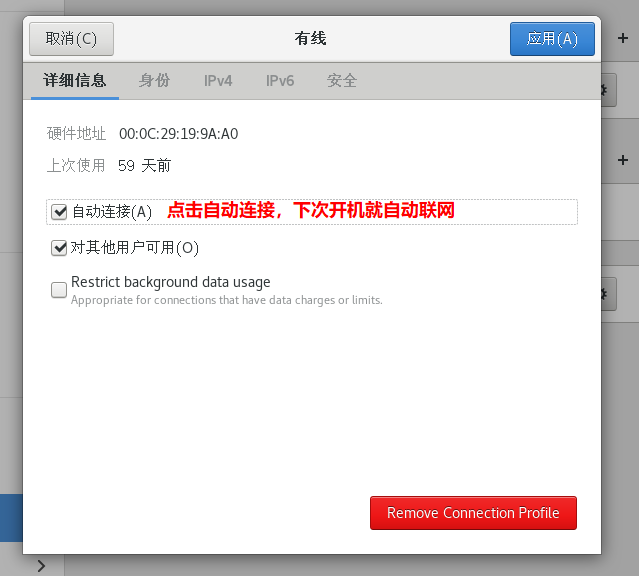 取消(C)
有线
应用(A)
详细信息 身份 IPv4 IPv6 安全
硬件地址 00:0C:29:19:9A:A0
上次使用 59 天前
自动连接(A) 点击自动连接，下次开机就自动联网
对其他用户可用(O)
Restrict background data usage
Appropriate for connections that have data charges or limits.
Remove Connection Profile